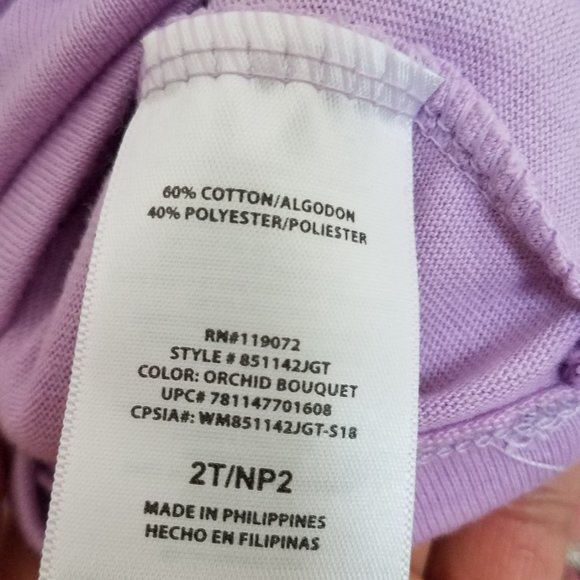 60% COTTON/ALGODON
40% POLYESTER/POLIESTER
RN#119072
STYLE # 851142JGT
COLOR: ORCHID BOUQUET
UPC# 781147701608
CPSIA#: WM851142JGT-S18
2T/NP2
MADE IN PHILIPPINES
HECHO EN FILIPINAS